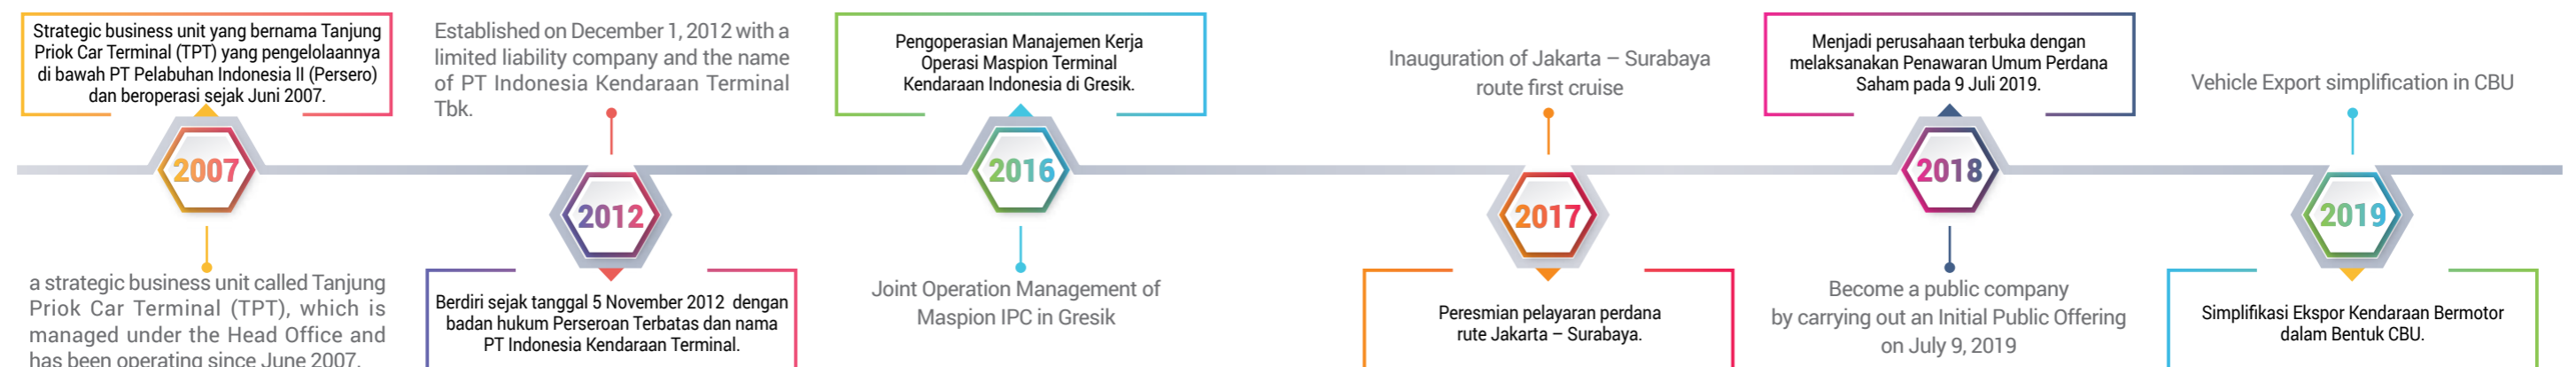 Strategic business unit yang bernama Tanjung
Priok Car Terminal (TPT) yang pengelolaannya
di bawah PT Pelabuhan Indonesia II (Persero)
dan beroperasi sejak Juni 2007.
2007
a strategic business unit called Tanjung
Priok Car Terminal (TPT), which is
managed under the Head Office and
has been operating since June 2007.
Established on December 1, 2012 with a
limited liability company and the name
of PT Indonesia Kendaraan Terminal
Tbk.
2012
Berdiri sejak tanggal 5 November 2012 dengan
badan hukum Perseroan Terbatas dan nama
PT Indonesia Kendaraan Terminal.
Pengoperasian Manajemen Kerja
Operasi Maspion Terminal
Kendaraan Indonesia di Gresik.
2016
Joint Operation Management of
Maspion IPC in Gresik
Inauguration of Jakarta – Surabaya
route first cruise
2017
Peresmian pelayaran perdana
rute Jakarta – Surabaya.
Menjadi perusahaan terbuka dengan
melaksanakan Penawaran Umum Perdana
Saham pada 9 Juli 2019.
2018
Become a public company
by carrying out an Initial Public Offering
on July 9, 2019
Vehicle Export simplification in CBU
2019
Simplifikasi Ekspor Kendaraan Bermotor
dalam Bentuk CBU.